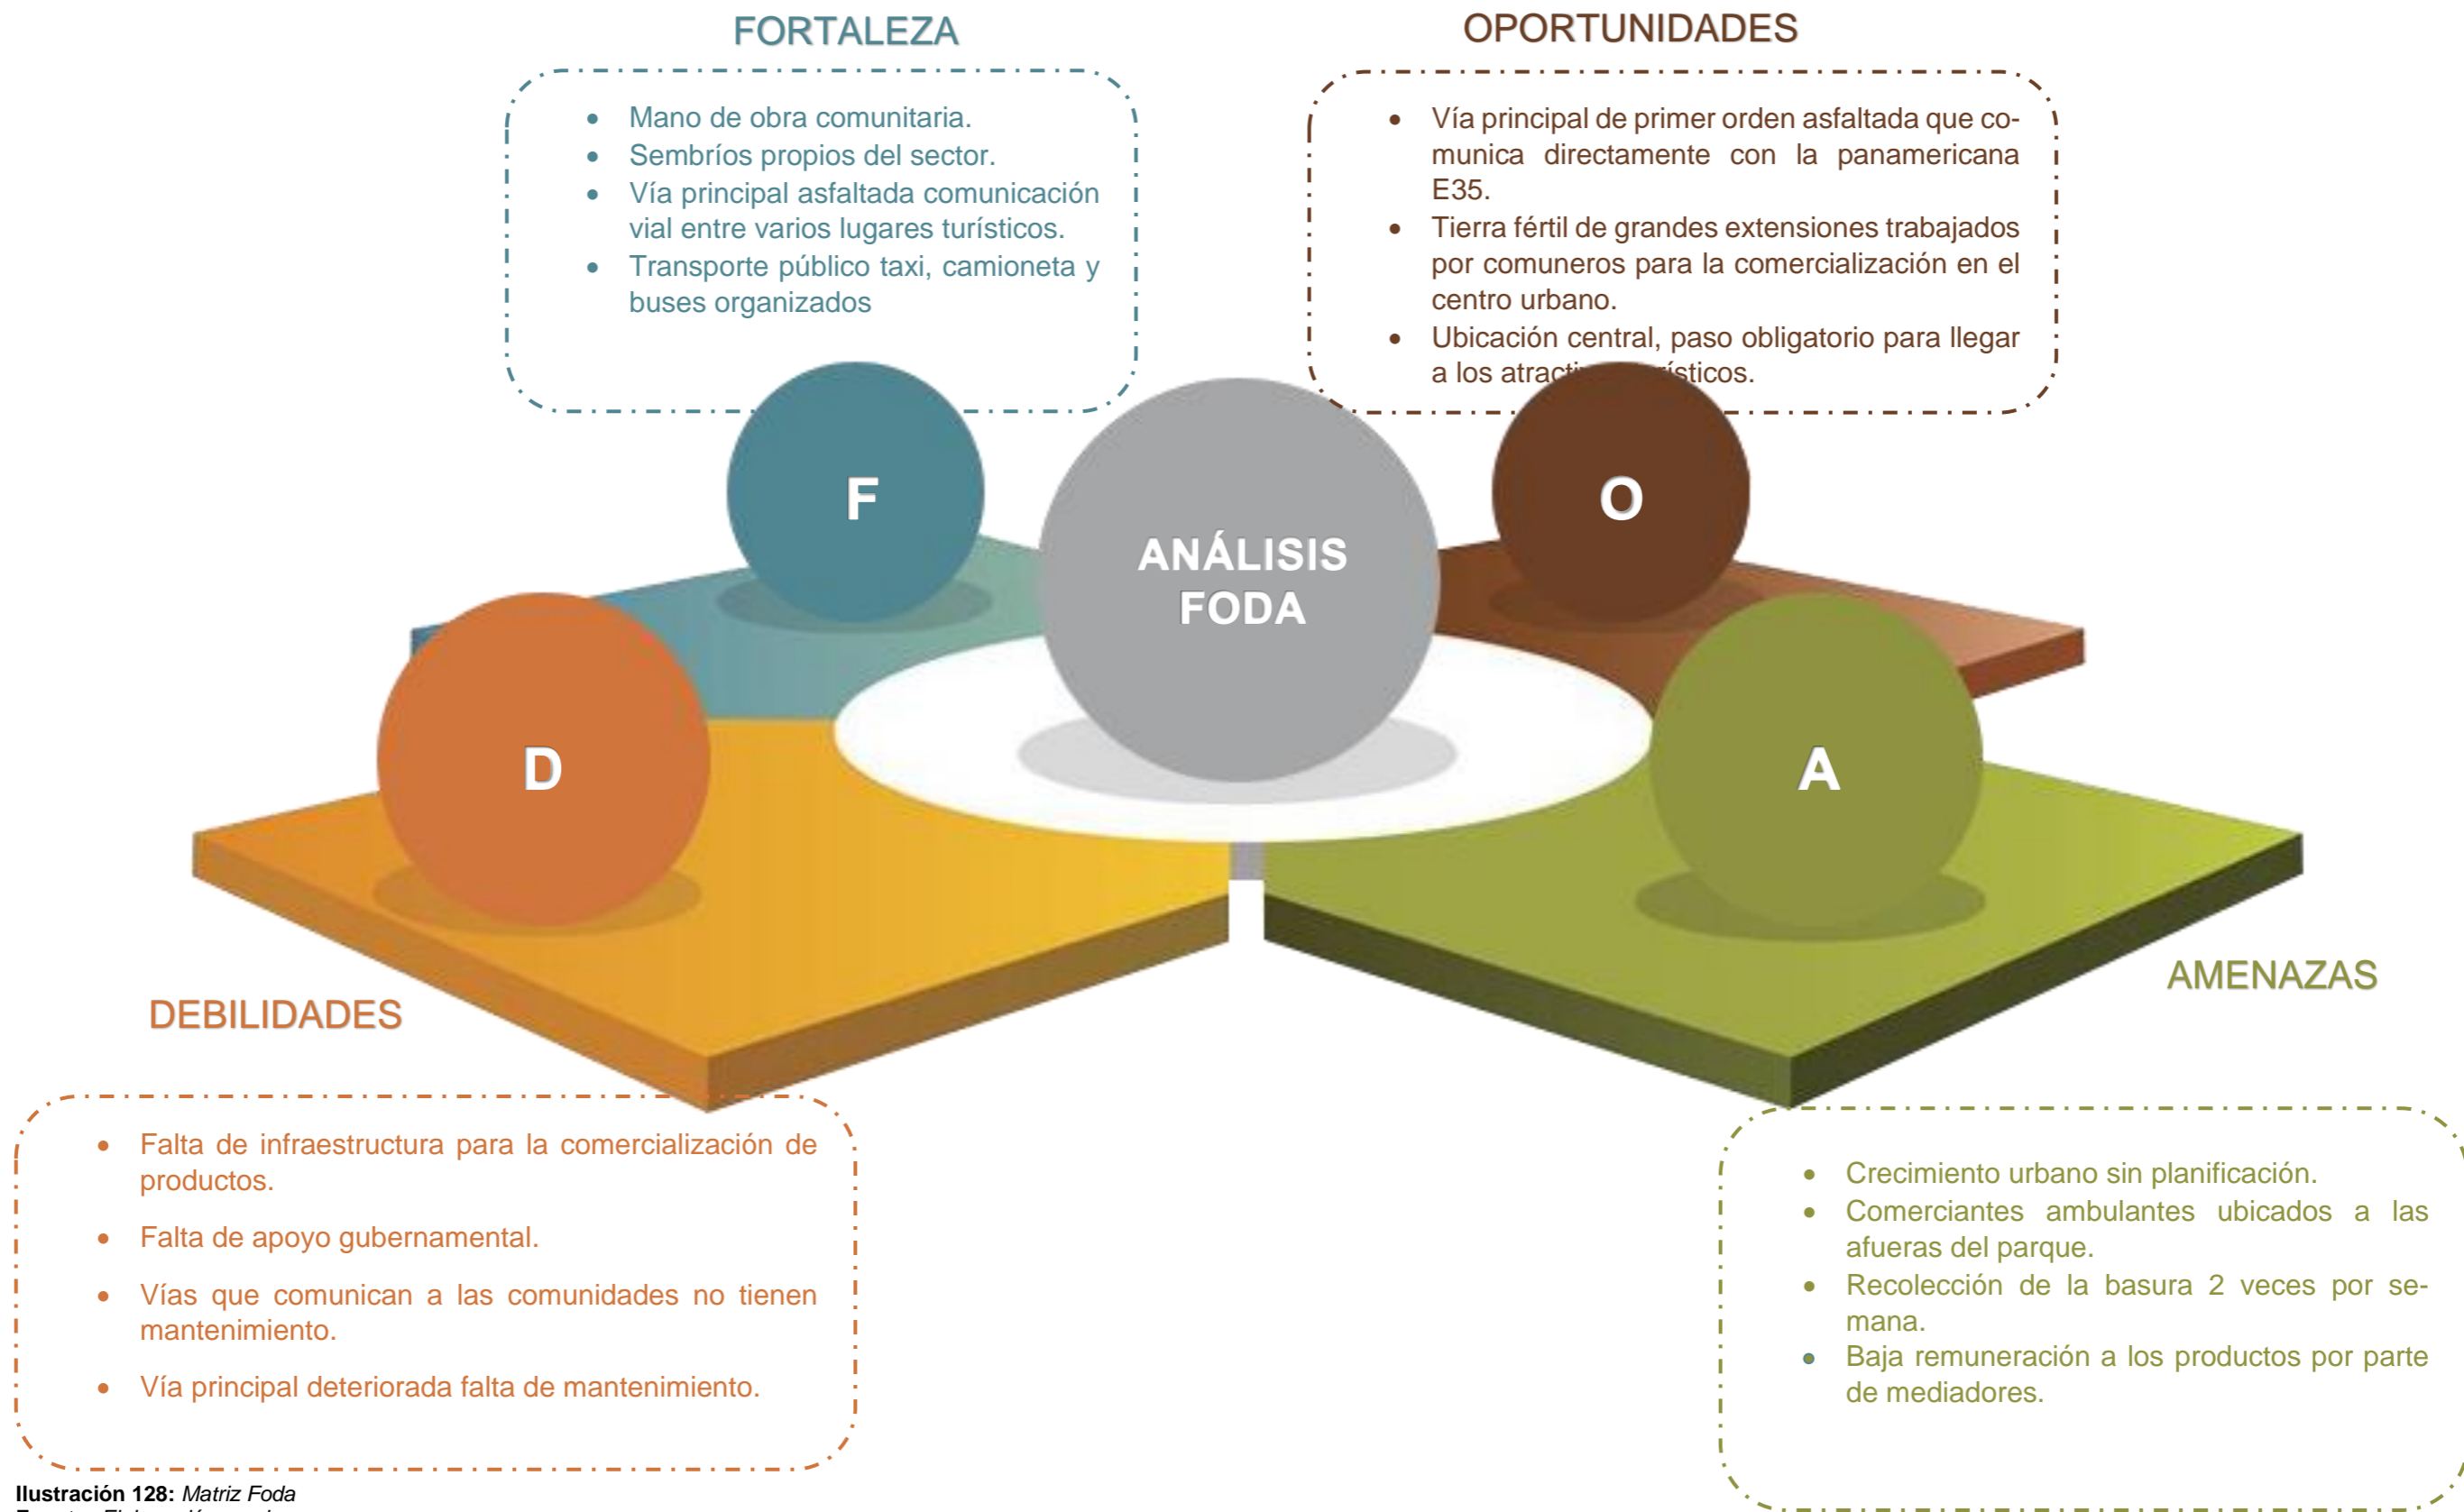 FORTALEZA
• Mano de obra comunitaria.
• Sembríos propios del sector.
• Vía principal asfaltada comunicación
vial entre varios lugares turísticos.
• Transporte público taxi, camioneta y
buses organizados
OPORTUNIDADES
• Vía principal de primer orden asfaltada que co-
munica directamente con la panamericana
E35.
• Tierra fértil de grandes extensiones trabajados
por comuneros para la comercialización en el
centro urbano.
• Ubicación central, paso obligatorio para llegar
a los
F
O
ANÁLISIS
FODA
D
A
DEBILIDADES
• Falta de infraestructura para la comercialización de
productos.
• Falta de apoyo gubernamental.
• Vías que comunican a las comunidades no tienen
mantenimiento.
• Vía principal deteriorada falta de mantenimiento.
AMENAZAS
• Crecimiento urbano sin planificación.
• Comerciantes ambulantes ubicados a las
afueras del parque.
• Recolección de la basura 2 veces por se-
mana.
• Baja remuneración a los productos por parte
de mediadores.
Ilustración 128: Matriz Foda